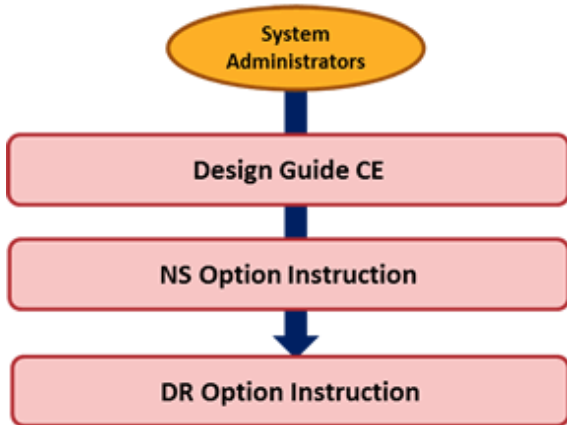 System
Administrators
Design Guide CE
NS Option Instruction
DR Option Instruction